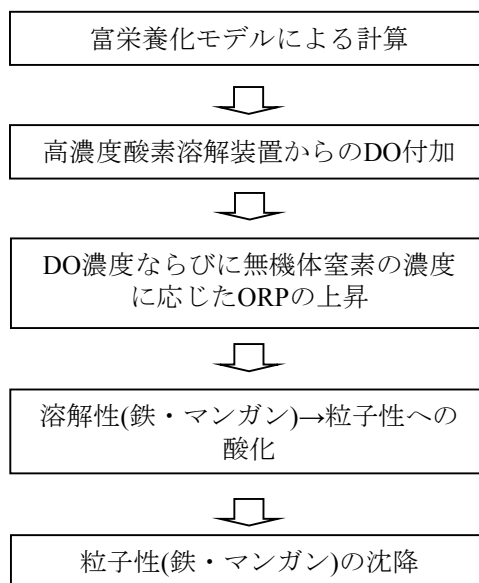 富栄養化モデルによる計算
高濃度酸素溶解装置からのDO付加
DO濃度ならびに無機体窒素の濃度
に応じたORPの上昇
溶解性(鉄・マンガン)→粒子性への
酸化
粒子性(鉄・マンガン)の沈降